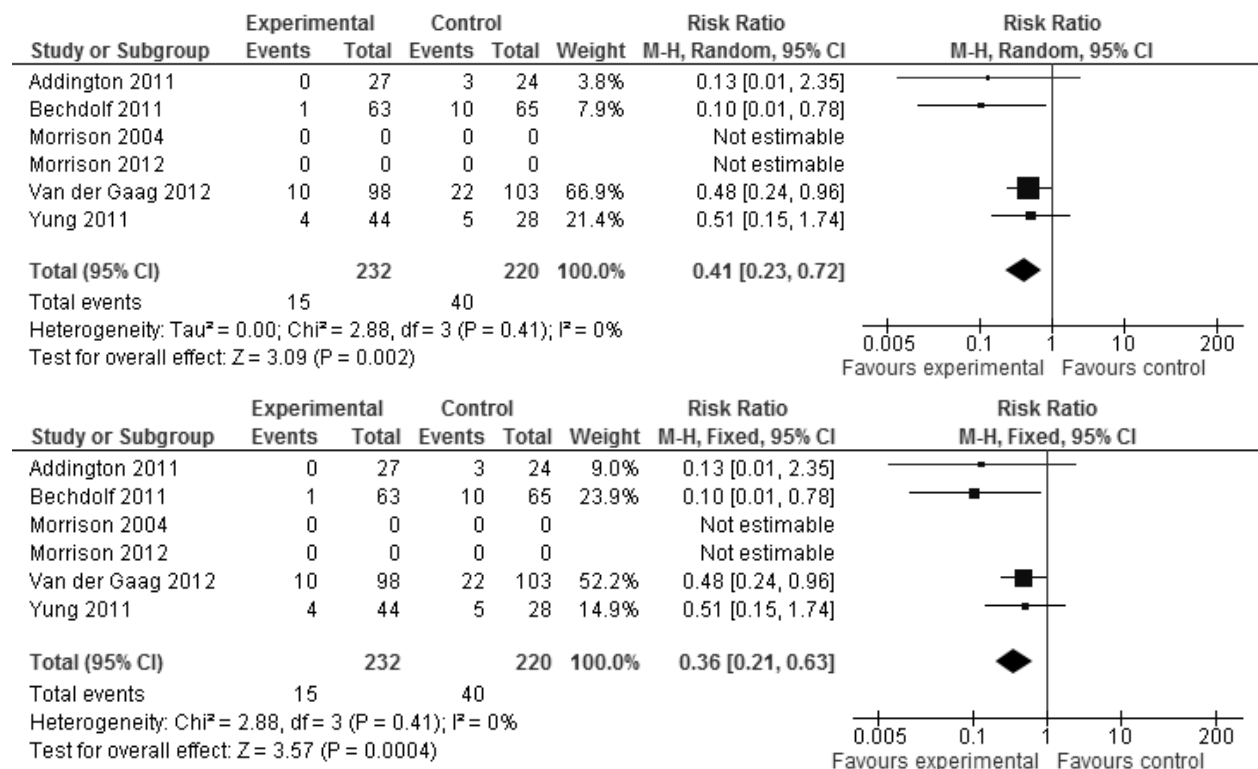 Experimental Control Risk Ratio Risk Ratio
Study or Subgroup Events Total Events Total Weight M-H, Random, 95% CI M-H, Random, 95% CI
Addington 2011 0 27 3 24 3.8% 0.13 [0.01, 2.35]
Bechdolf 2011 1 63 10 65 7.9% 0.10 [0.01, 0.78]
Morrison 2004 0 0 0 0 Not estimable
Morrison 2012 0 0 0 0 Not estimable
Van der Gaag 2012 10 98 22 103 66.9% 0.48 [0.24, 0.96]
Yung 2011 4 44 5 28 21.4% 0.51 [0.15, 1.74]
Total (95% CI) 232 220 100.0% 0.41 [0.23, 0.72]
Total events 15 40
Heterogeneity: Tau² = 0.00; Chi² = 2.88, df = 3 (P = 0.41); I² = 0%
Test for overall effect: Z = 3.09 (P = 0.002)
0.005 0.1 1 10 200
Favours experimental Favours control
Experimental Control Risk Ratio Risk Ratio
Study or Subgroup Events Total Events Total Weight M-H, Fixed, 95% CI M-H, Fixed, 95% CI
Addington 2011 0 27 3 24 9.0% 0.13 [0.01, 2.35]
Bechdolf 2011 1 63 10 65 23.9% 0.10 [0.01, 0.78]
Morrison 2004 0 0 0 0 Not estimable
Morrison 2012 0 0 0 0 Not estimable
Van der Gaag 2012 10 98 22 103 52.2% 0.48 [0.24, 0.96]
Yung 2011 4 44 5 28 14.9% 0.51 [0.15, 1.74]
Total (95% CI) 232 220 100.0% 0.36 [0.21, 0.63]
Total events 15 40
Heterogeneity: Chi² = 2.88, df = 3 (P = 0.41); I² = 0%
Test for overall effect: Z = 3.57 (P = 0.0004)
0.005 0.1 1 10 200
Favours experimental Favours control